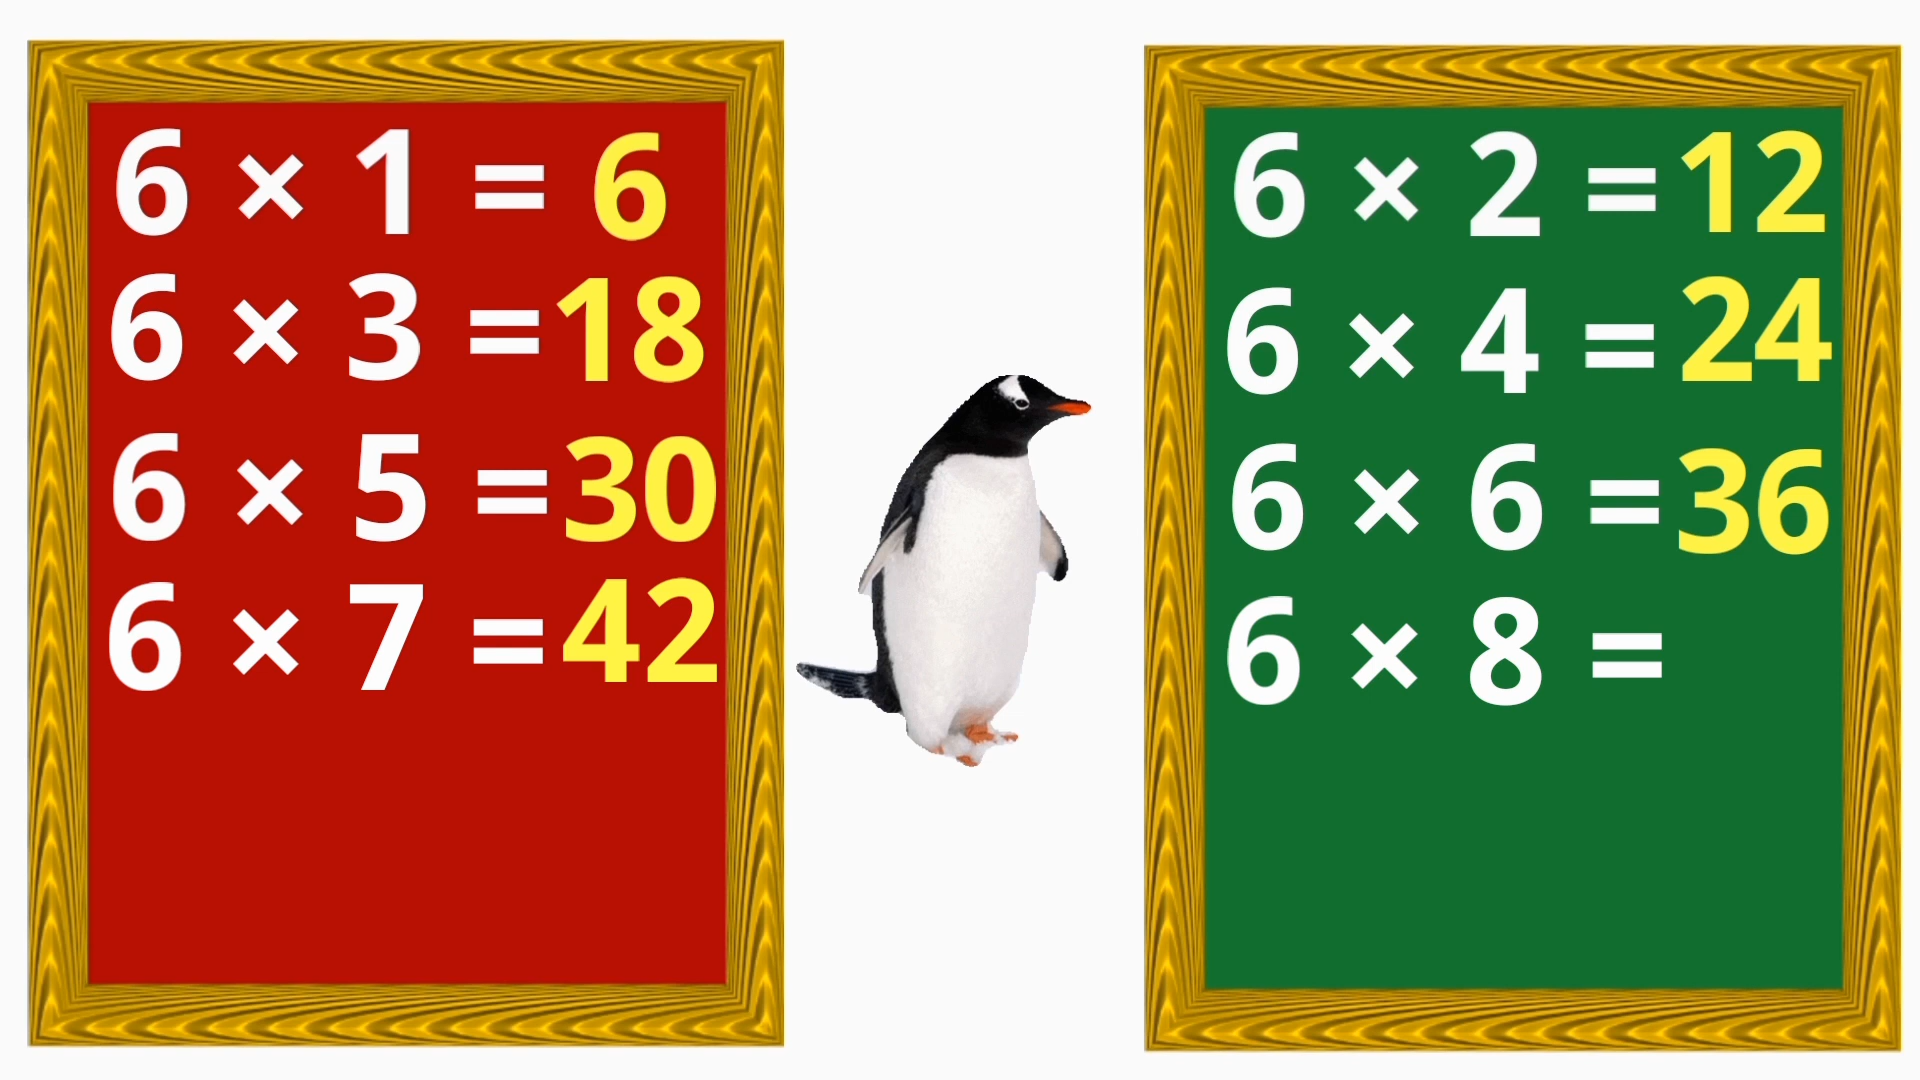 6 × 1 = 6
6 × 3 = 18
6 × 5 = 30
6 × 7 = 42
6 × 2 = 12
6 × 4 = 24
6 × 6 = 36
6 × 8 =